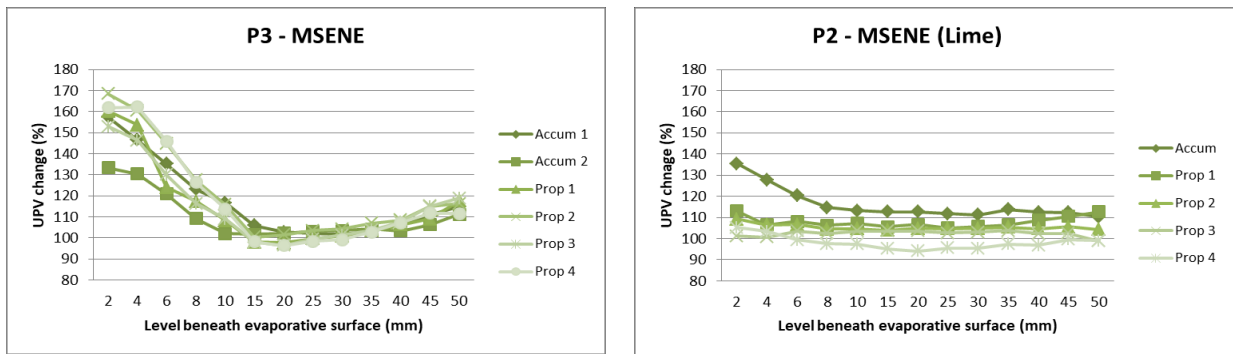 P3 - MSENE
UPV change (%)
180
170
160
150
140
130
120
110
100
90
80
2 4 6 8 10 15 20 25 30 35 40 45 50
Level beneath evaporative surface (mm)
Accum 1
Accum 2
Prop 1
Prop 2
Prop 3
Prop 4
P2 - MSENE (Lime)
UPV chnage (%)
180
170
160
150
140
130
120
110
100
90
80
2 4 6 8 10 15 20 25 30 35 40 45 50
Level beneath evaporative surface (mm)
Accum
Prop 1
Prop 2
Prop 3
Prop 4